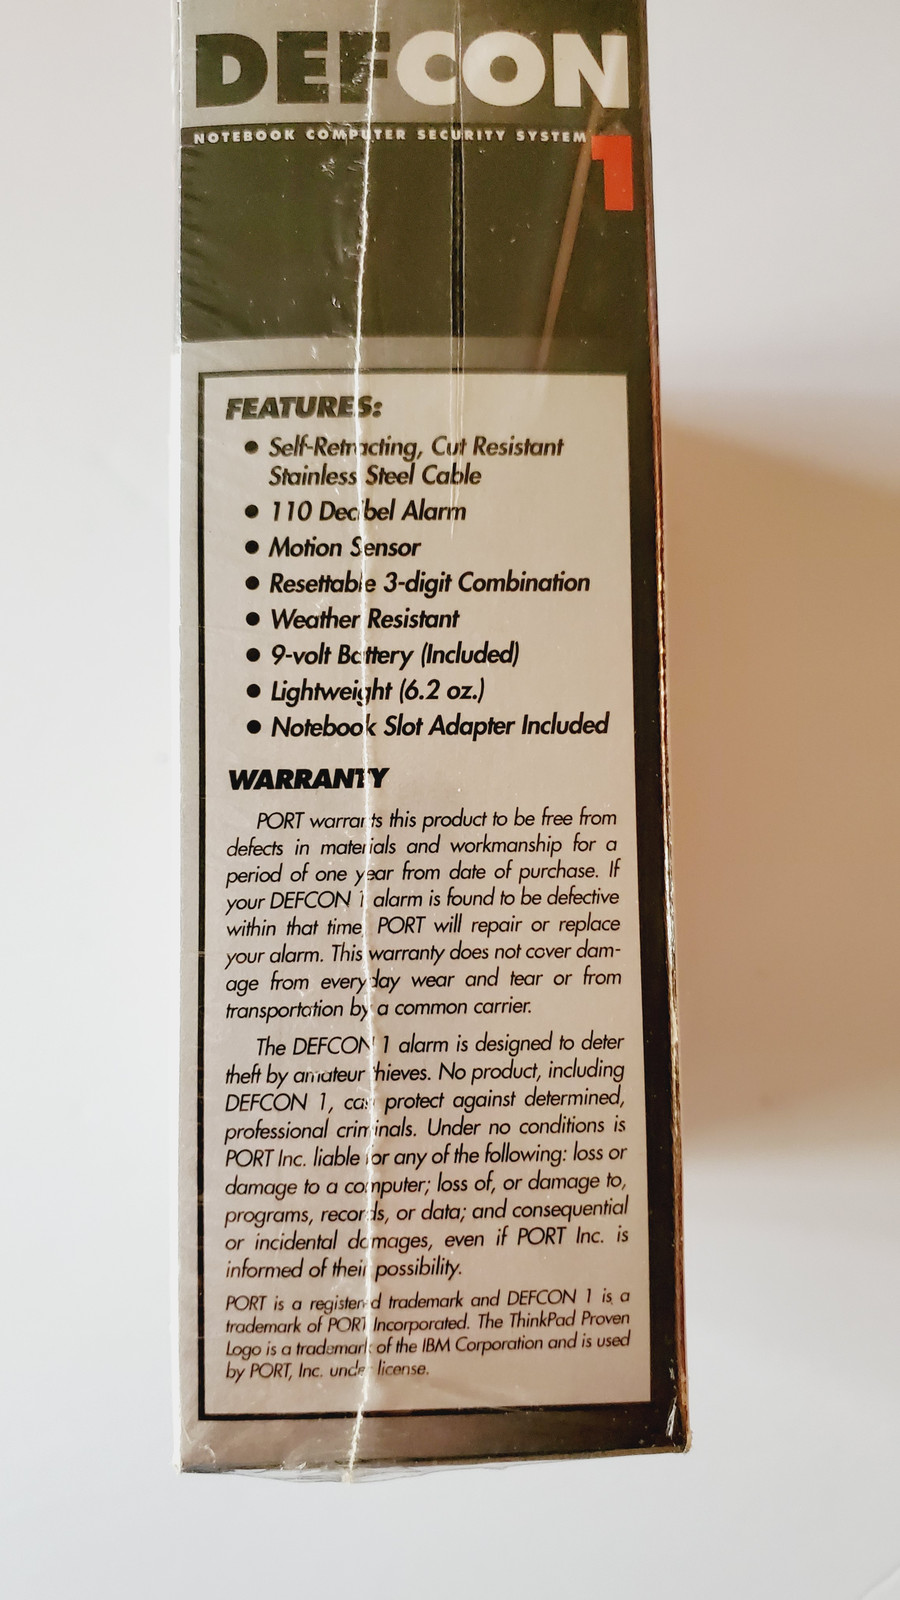 DEFCON
NOTEBOOK COMPUTER SECURITY SYSTEM
1
FEATURES:
● Self-Retracting, Cut Resistant
Stainless Steel Cable
● 110 Decibel Alarm
● Motion Sensor
● Resettable 3-digit Combination
● Weather Resistant
● 9-volt Battery (Included)
● Lightweight (6.2 oz.)
● Notebook Slot Adapter Included
WARRANTY
PORT warrants this product to be free from
defects in materials and workmanship for a
period of one year from date of purchase. If
your DEFCON 1 alarm is found to be defective
within that time, PORT will repair or replace
your alarm. This warranty does not cover dam-
age from everyday wear and tear or from
transportation by a common carrier.
The DEFCON 1 alarm is designed to deter
theft by amateur thieves. No product, including
DEFCON 1, can protect against determined,
professional criminals. Under no conditions is
PORT Inc. liable for any of the following: loss or
damage to a computer; loss of, or damage to,
programs, records, or data; and consequential
or incidental damages, even if PORT Inc. is
informed of their possibility.
PORT is a registered trademark and DEFCON 1 is a
trademark of PORT Incorporated. The ThinkPad Proven
Logo is a trademark of the IBM Corporation and is used
by PORT, Inc. under license.